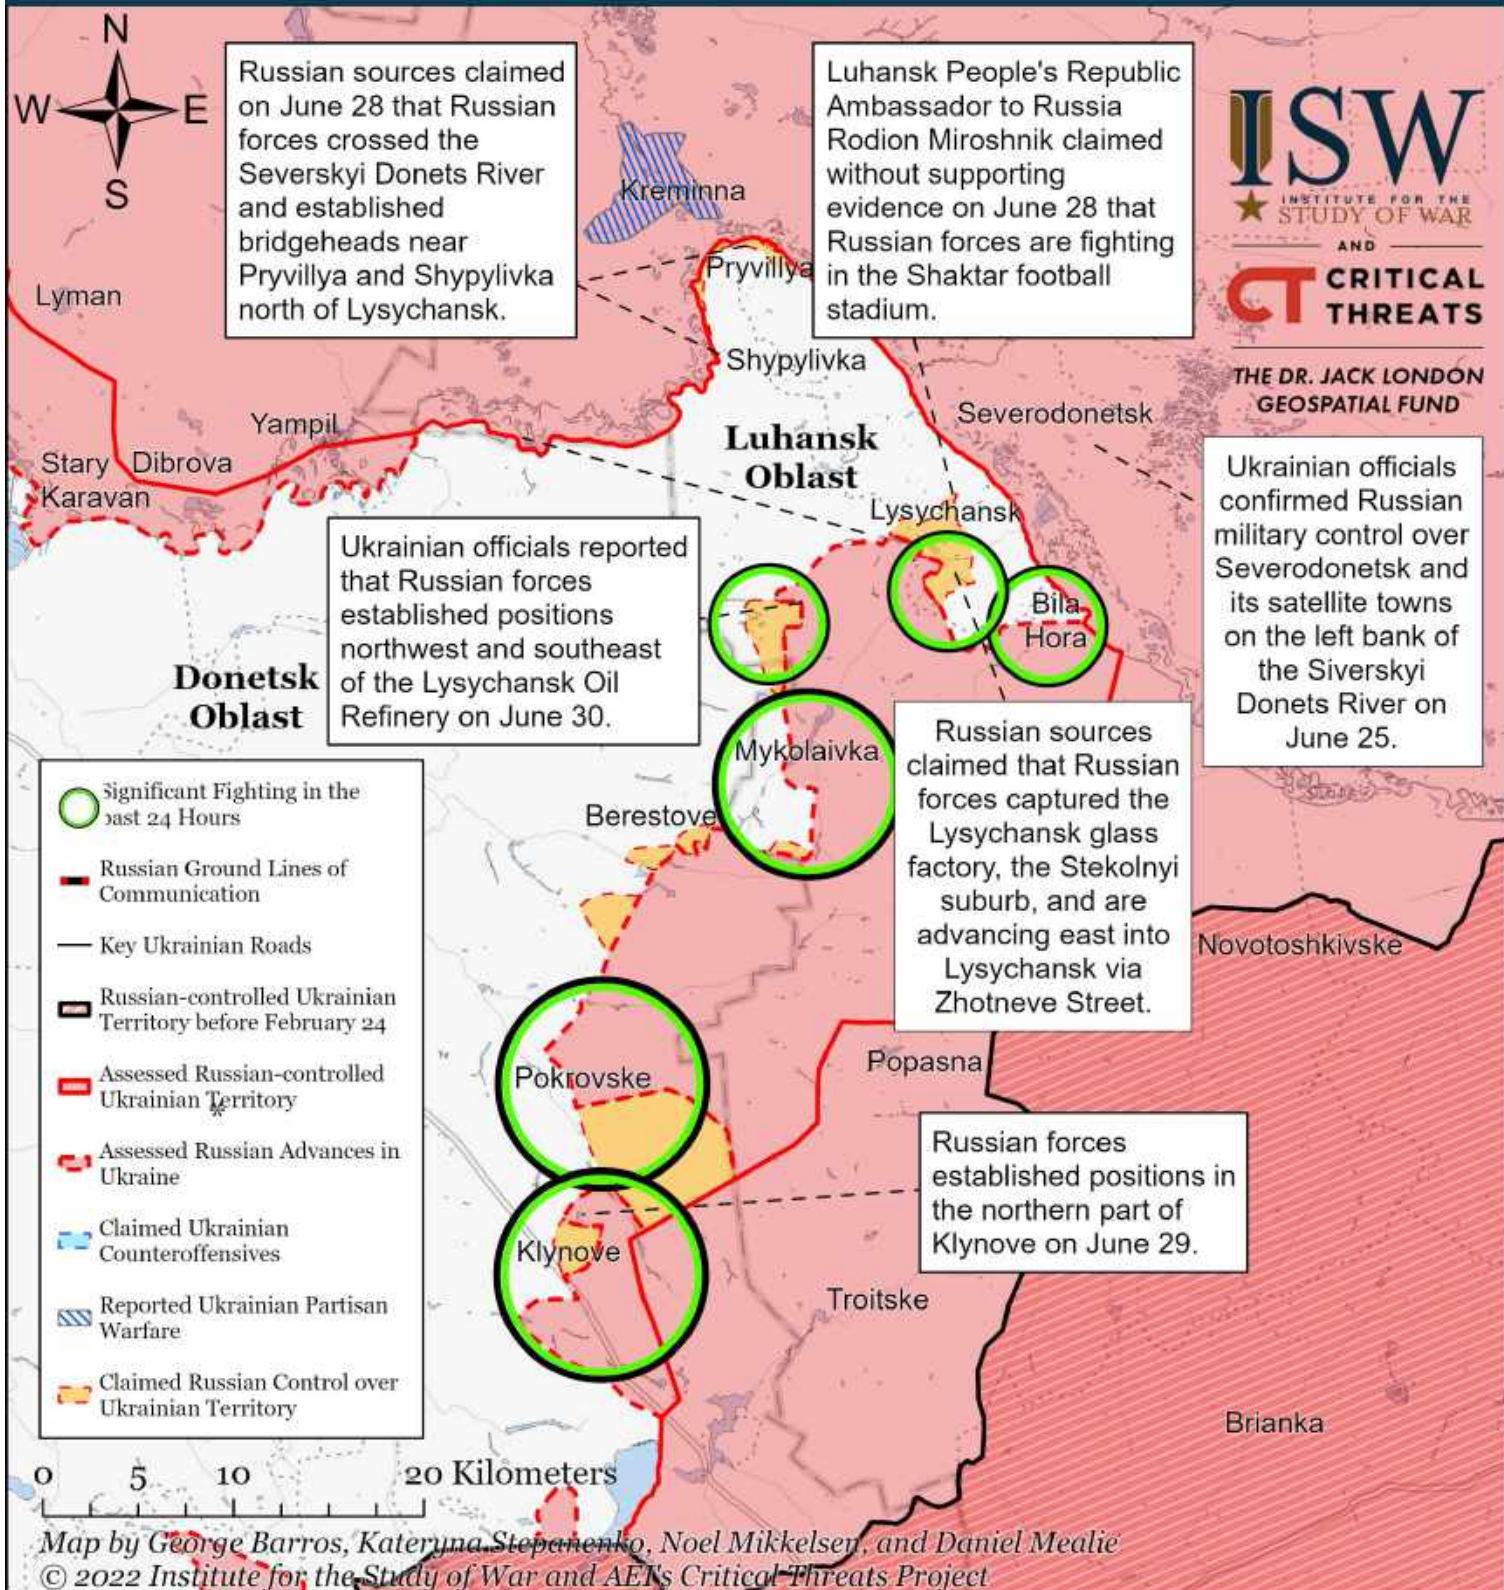 N
W
E
S
Russian sources claimed
on June 28 that Russian
forces crossed the
Severskyi Donets River
and established
bridgeheads near
Pryvillya and Shypylivka
north of Lysychansk.
Luhansk People's Republic
Ambassador to Russia
Rodion Miroshnik claimed
without supporting
evidence on June 28 that
Russian forces are fighting
in the Shaktar football
stadium.
ISW
INSTITUTE FOR THE
STUDY OF WAR
AND
CT CRITICAL
THREATS
THE DR. JACK LONDON
GEOSPATIAL FUND
Kreminna
Pryvillya
Lyman
Shypylivka
Severodonetsk
Yampil
Luhansk
Oblast
Stary
Karavan
Dibrova
Lysychansk
Ukrainian officials
confirmed Russian
military control over
Severodonetsk and
its satellite towns
on the left bank of
the Siverskyi
Donets River on
June 25.
Ukrainian officials reported
that Russian forces
established positions
northwest and southeast
of the Lysychansk Oil
Refinery on June 30.
Bila
Hora
Donetsk
Oblast
Mykolaivka
Russian sources
claimed that Russian
forces captured the
Lysychansk glass
factory, the Stekolnyi
suburb, and are
advancing east into
Lysychansk via
Zhotneve Street.
Berestove
Novotoshkivske
Popasna
Pokrovske
Russian forces
established positions in
the northern part of
Klynove on June 29.
Klynove
Troitske
Brianka
Significant Fighting in the
past 24 Hours
Russian Ground Lines of
Communication
Key Ukrainian Roads
Russian-controlled Ukrainian
Territory before February 24
Assessed Russian-controlled
Ukrainian Territory
*
Assessed Russian Advances in
Ukraine
Claimed Ukrainian
Counteroffensives
Reported Ukrainian Partisan
Warfare
Claimed Russian Control over
Ukrainian Territory
0 5 10 20 Kilometers
Map by George Barros, Kateryna Stepanenko, Noel Mikkelsen, and Daniel Mealie
© 2022 Institute for the Study of War and AEI's Critical Threats Project